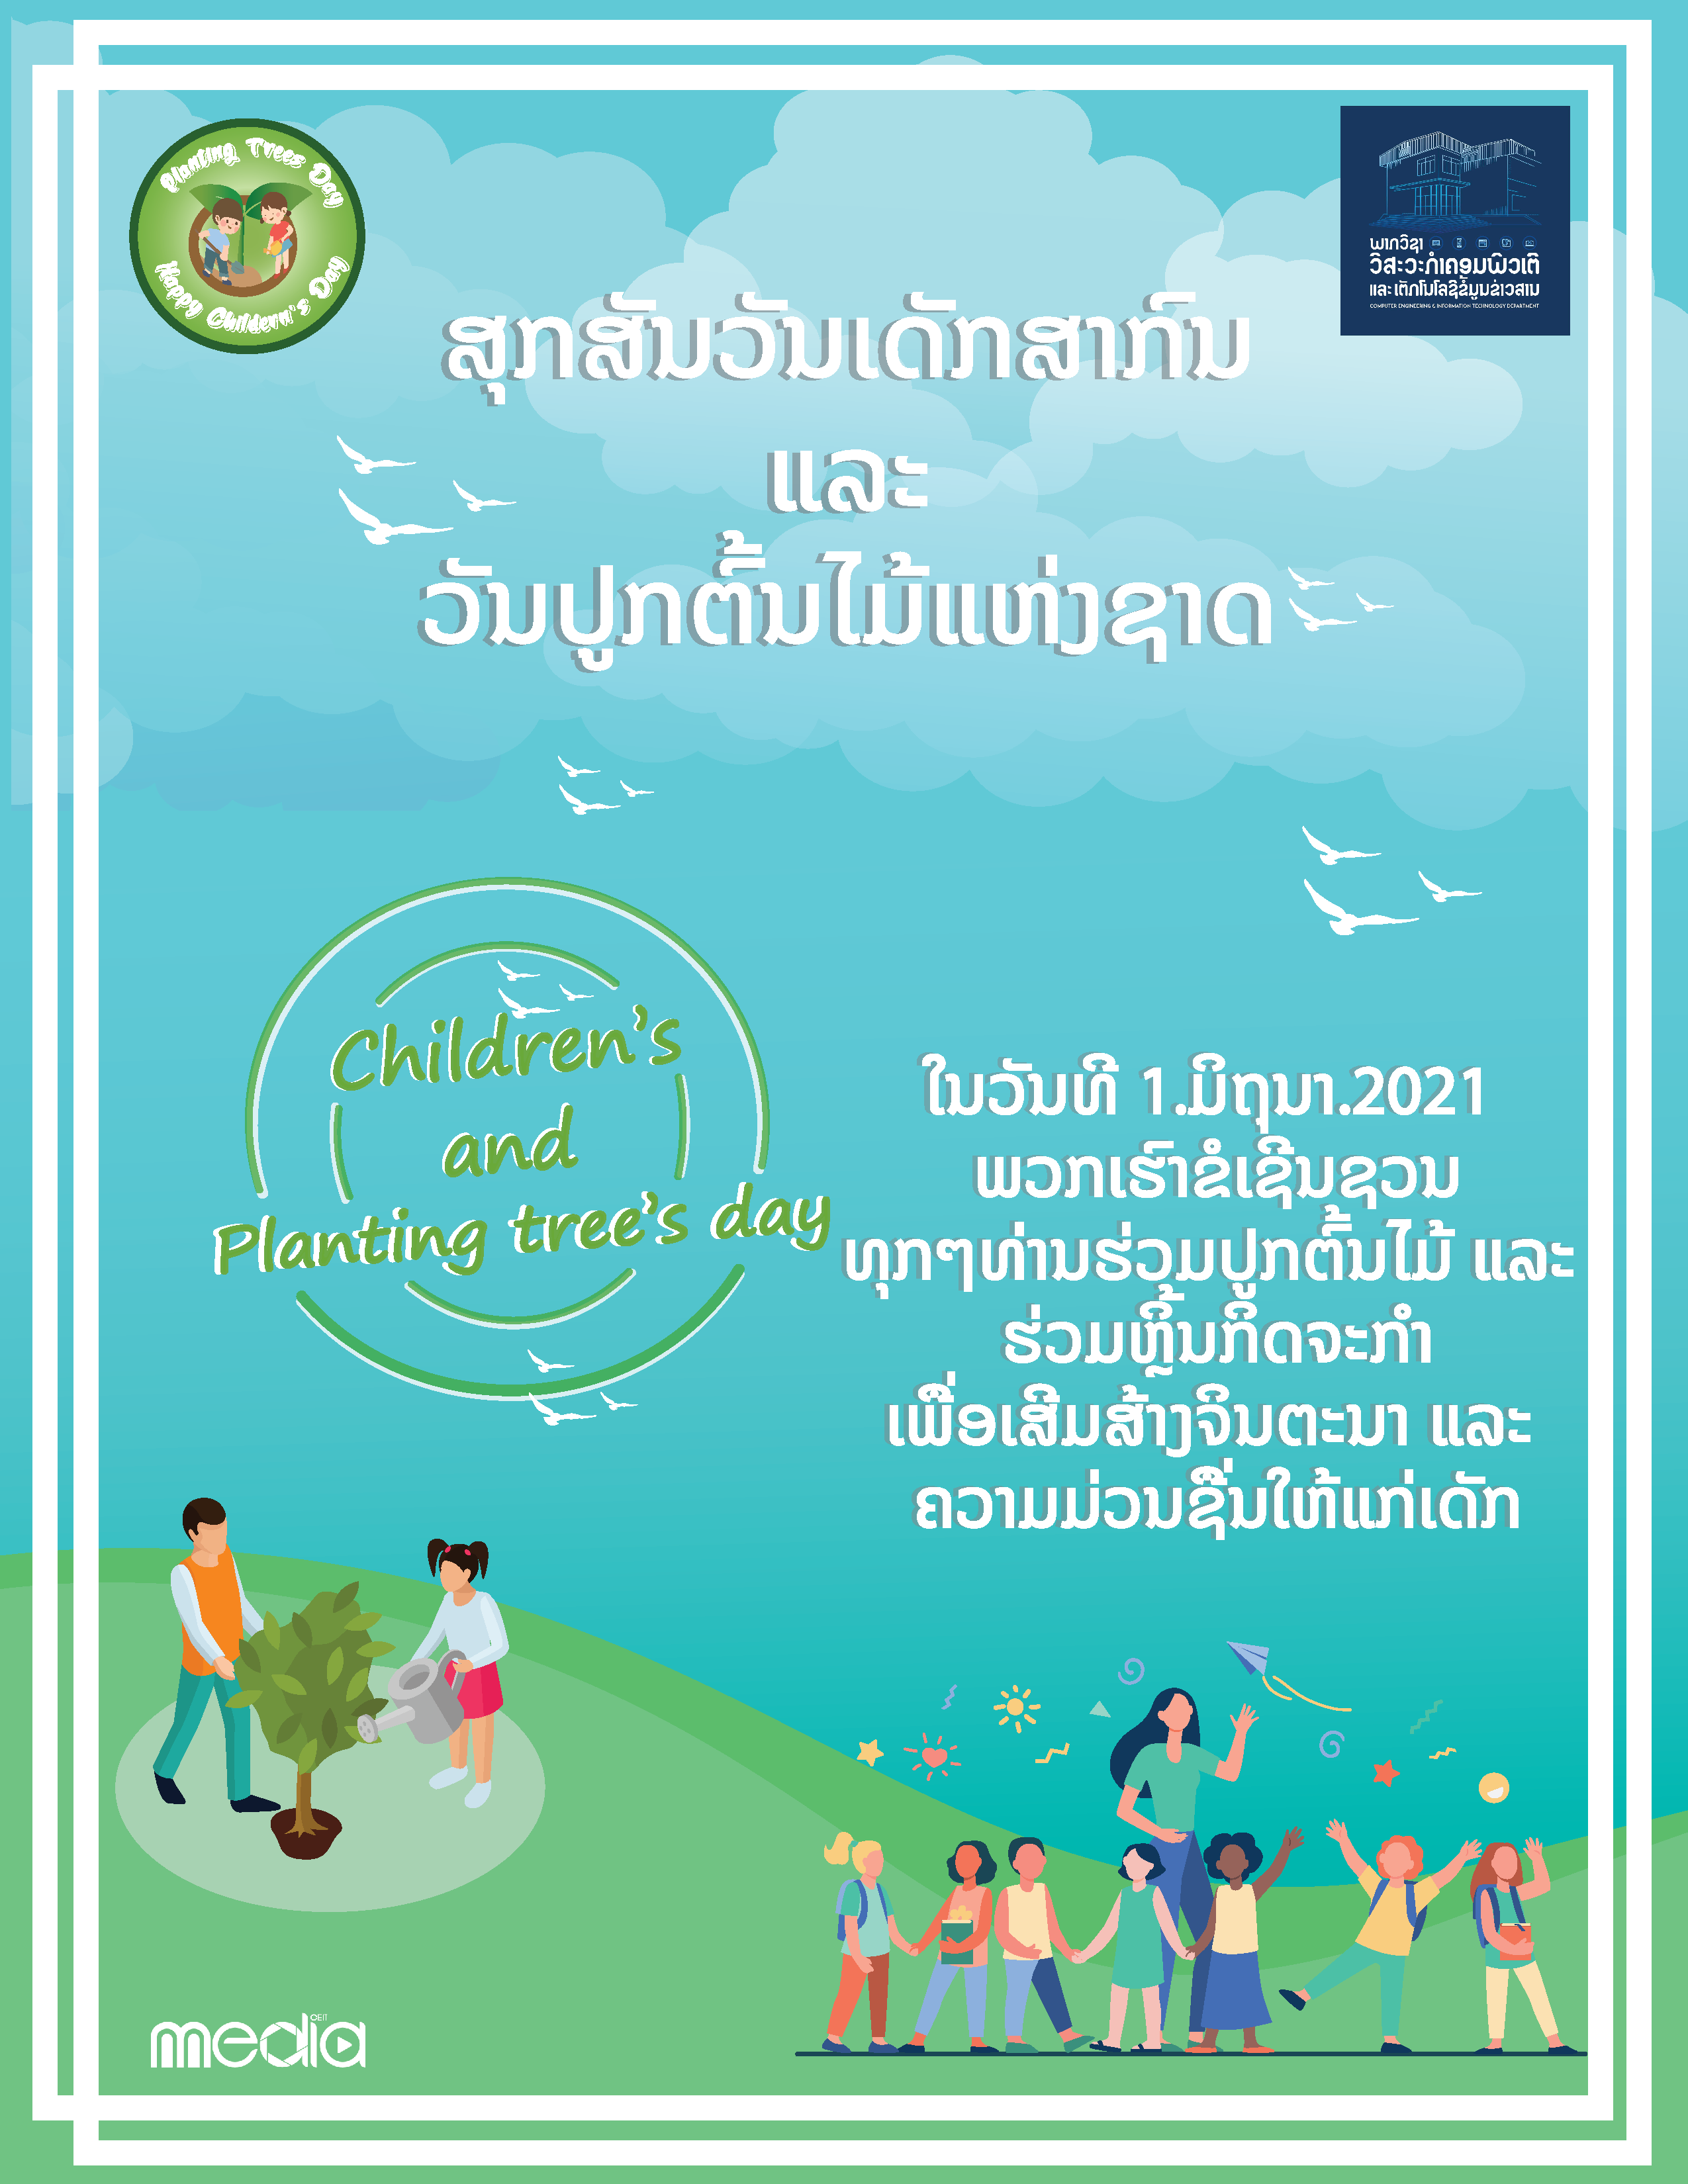 Planting Trees Day
Happy Childern's Day
ພາກວິຊາ
ວິສະວະກຳຄອມພິວເຕີ
ແລະ ເຕັກໂນໂລຊີຂໍ້ມູນຂ່າວສານ
COMPUTER ENGINEERING & INFORMATION TECHNOLOGY DEPARTMENT
ສຸກສັນວັນເດັກສາກົນ
ແລະ
ວັນປູກຕົ້ນໄມ້ແຫ່ງຊາດ
Children's
and
Planting tree's day
ໃນວັນທີ 1.ມິຖຸນາ.2021
ພວກເຮົາຂໍເຊີນຊວນ
ທຸກໆທ່ານຮ່ວມປູກຕົ້ນໄມ້ ແລະ
ຮ່ວມຫຼິ້ນກິດຈະກຳ
ເພື່ອເສີມສ້າງຈິນຕະນາ ແລະ
ຄວາມມ່ວນຊື່ນໃຫ້ແກ່ເດັກ
media